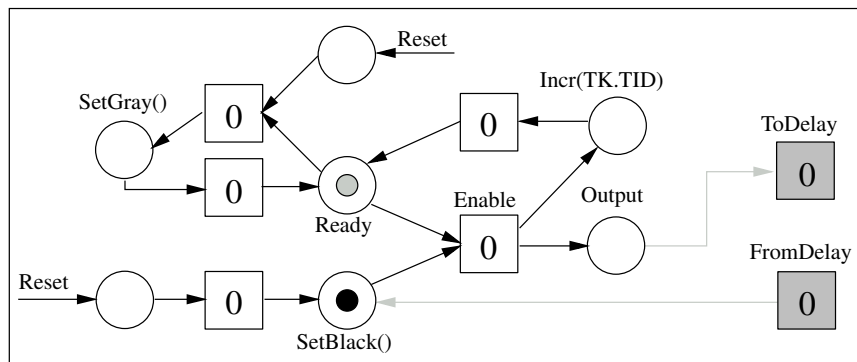 Reset
SetGray()
0
Incr(TK.TID)
0
ToDelay
0
0
Ready
Enable
0
Output
FromDelay
0
Reset
0
SetBlack()